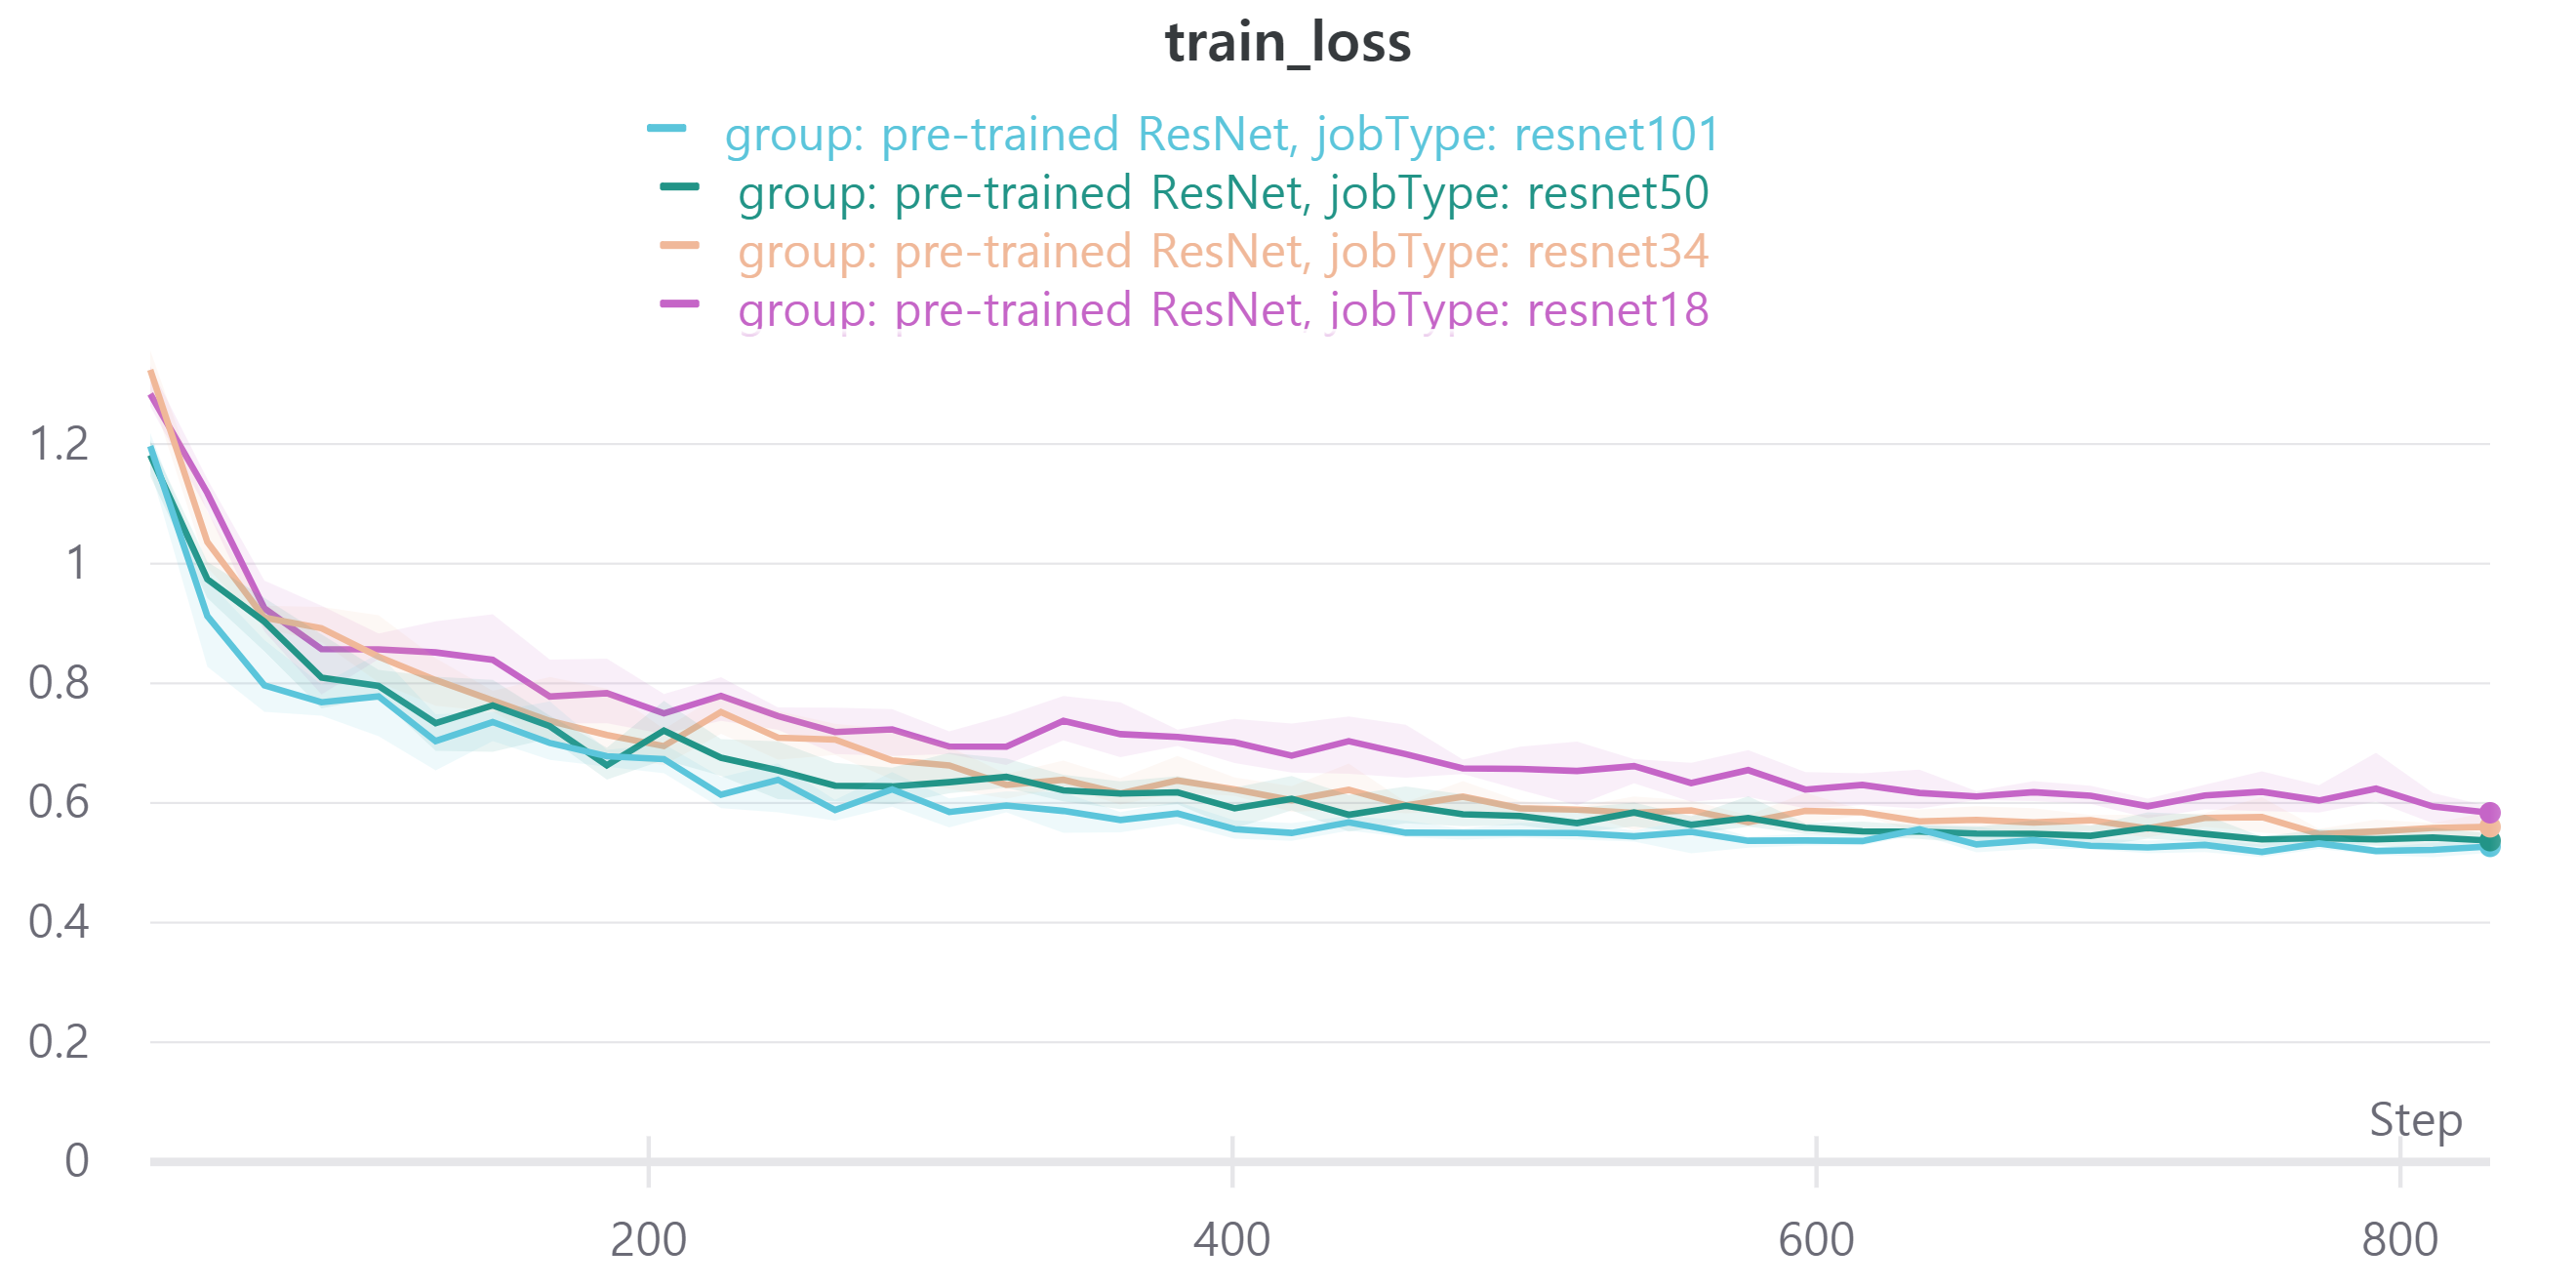 train_loss
group: pre-trained ResNet, jobType: resnet101
group: pre-trained ResNet, jobType: resnet50
group: pre-trained ResNet, jobType: resnet34
group: pre-trained ResNet, jobType: resnet18
1.2
1
0.8
0.6
0.4
0.2
Step
0
200 400 600 800